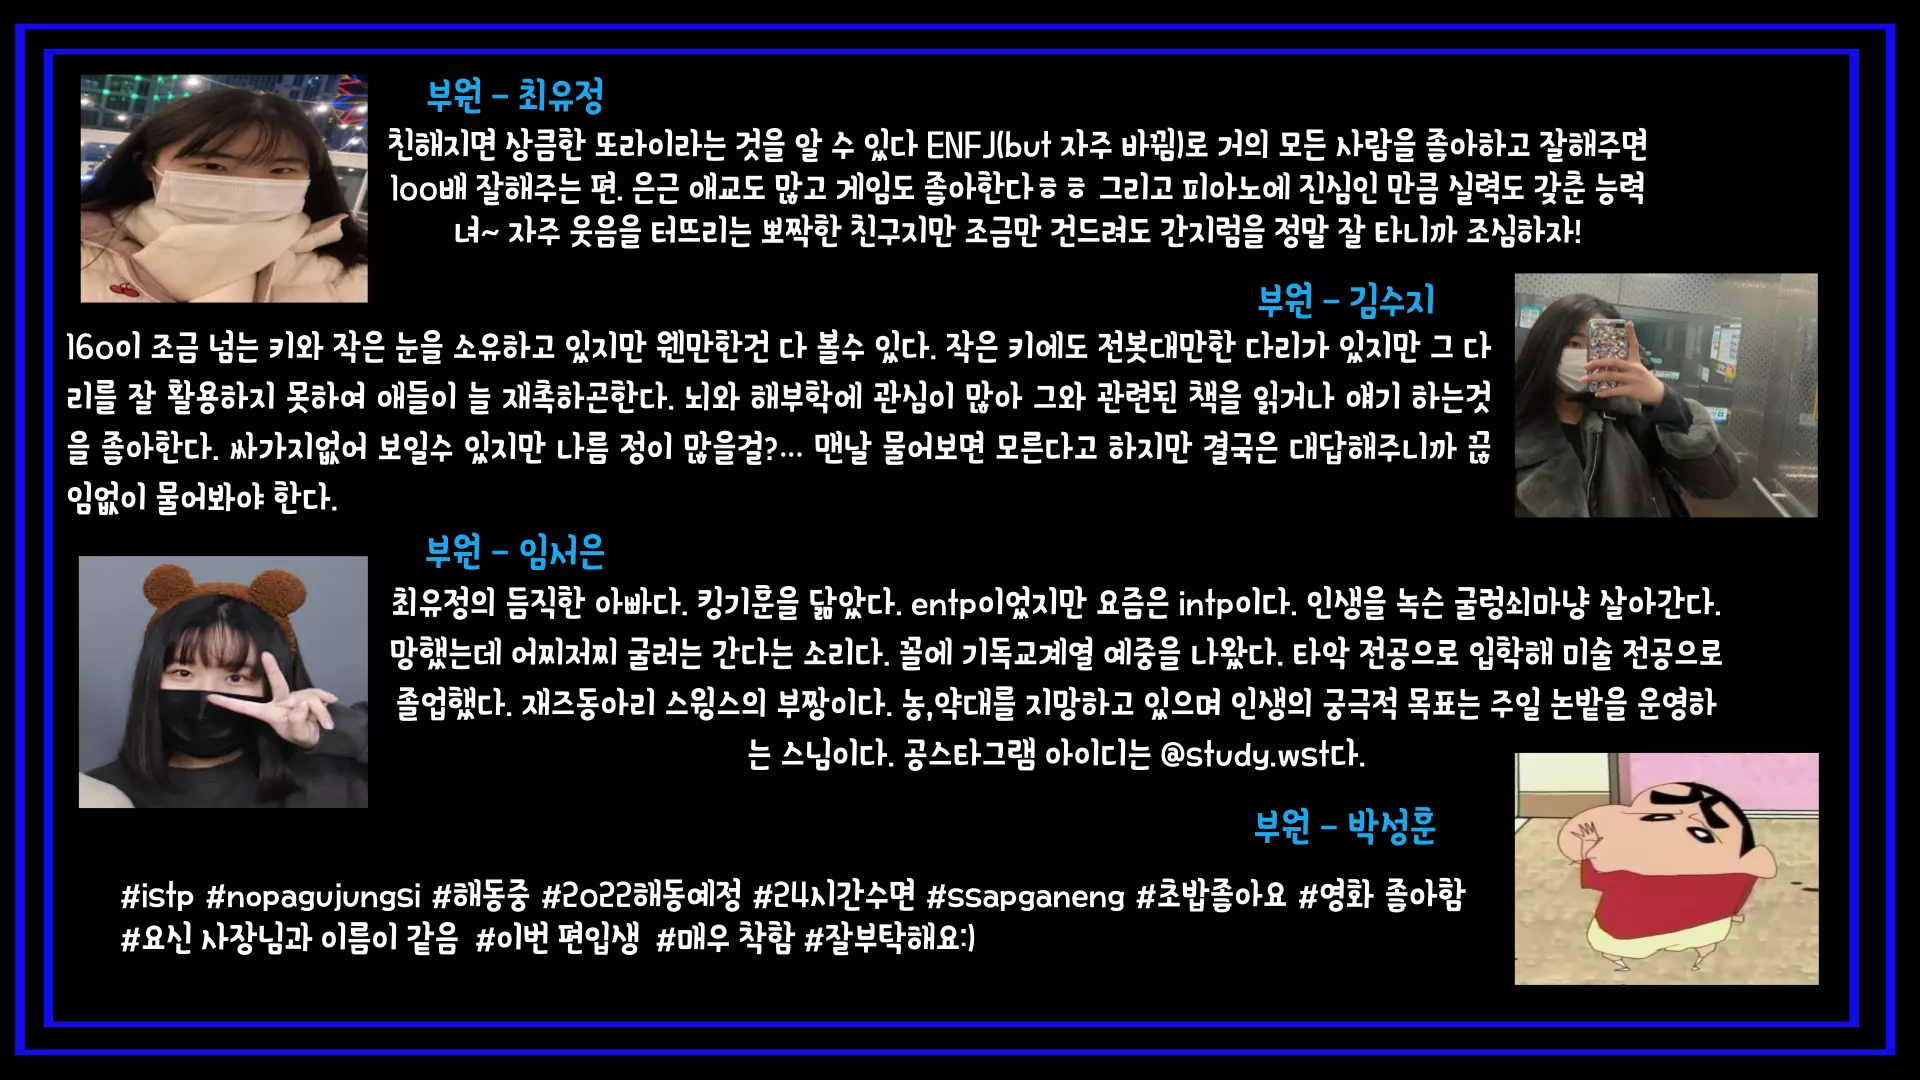 부원 - 최유정
친해지면 상큼한 또라이라는 것을 알 수 있다 ENFJ(but 자주 바뀜)로 거의 모든 사람을 좋아하고 잘해주면
100배 잘해주는 편. 은근 애교도 많고 게임도 좋아한다ㅎㅎ 그리고 피아노에 진심인 만큼 실력도 갖춘 능력
녀~ 자주 웃음을 터뜨리는 뽀짝한 친구지만 조금만 건드려도 간지럼을 정말 잘 타니까 조심하자!
부원 - 김수지
160이 조금 넘는 키와 작은 눈을 소유하고 있지만 웬만한건 다 볼수 있다. 작은 키에도 전봇대만한 다리가 있지만 그 다
리를 잘 활용하지 못하여 애들이 늘 재촉하곤한다. 뇌와 해부학에 관심이 많아 그와 관련된 책을 읽거나 얘기 하는것
을 좋아한다. 싸가지없어 보일수 있지만 나름 정이 많을걸?... 맨날 물어보면 모른다고 하지만 결국은 대답해주니까 끊
임없이 물어봐야 한다.
부원 - 임서은
최유정의 듬직한 아빠다. 킹기훈을 닮았다. entp이었지만 요즘은 intp이다. 인생을 녹슨 굴렁쇠마냥 살아간다.
망했는데 어찌저찌 굴러는 간다는 소리다. 꼴에 기독교계열 예중을 나왔다. 타악 전공으로 입학해 미술 전공으로
졸업했다. 재즈동아리 스윙스의 부짱이다. 농,약대를 지망하고 있으며 인생의 궁극적 목표는 주일 논밭을 운영하
는 스님이다. 공스타그램 아이디는 @study.wst다.
부원 - 박성훈
#istp #nopagujungsi #해동중 #2022해동예정 #24시간수면 #ssapganeng #초밥좋아요 #영화 좋아함
#요신 사장님과 이름이 같음 #이번 편입생 #매우 착함 #잘부탁해요:)